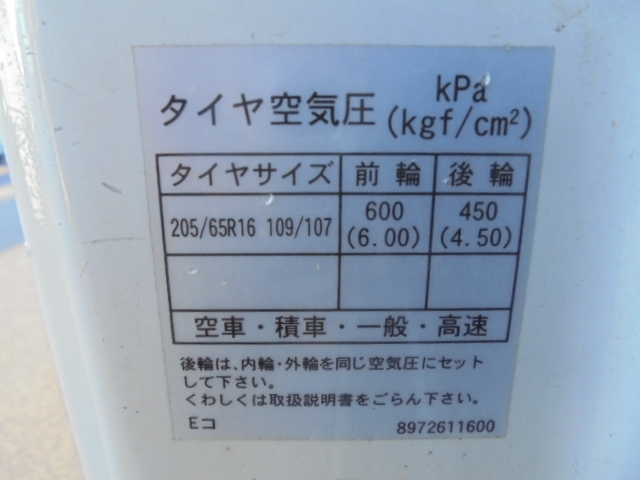 タイヤ空気圧 kPa
(kgf/cm²)
タイヤサイズ 前輪 後輪
205/65R16 109/107 600 450
(6.00) (4.50)
空車・積車・一般・高速
後輪は、内輪・外輪を同じ空気圧にセット
して下さい。
くわしくは取扱説明書をごらん下さい。
Eコ 8972611600